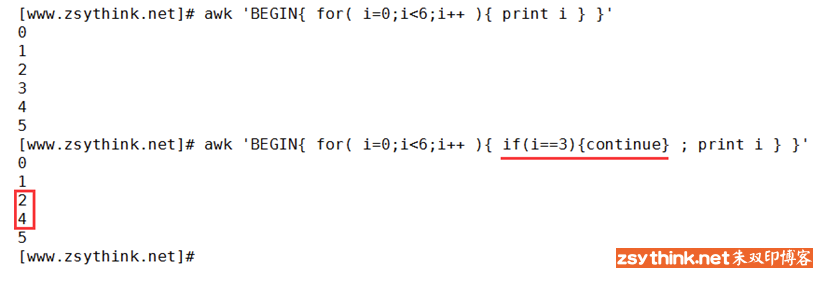 [www.zsythink.net]# awk 'BEGIN{ for( i=0;i<6;i++ ){ print i } }'
0
1
2
3
4
5
[www.zsythink.net]# awk 'BEGIN{ for( i=0;i<6;i++ ){ if(i==3){continue} ; print i } }'
0
1
2
4
5
[www.zsythink.net]#
zsythink.net朱双印博客